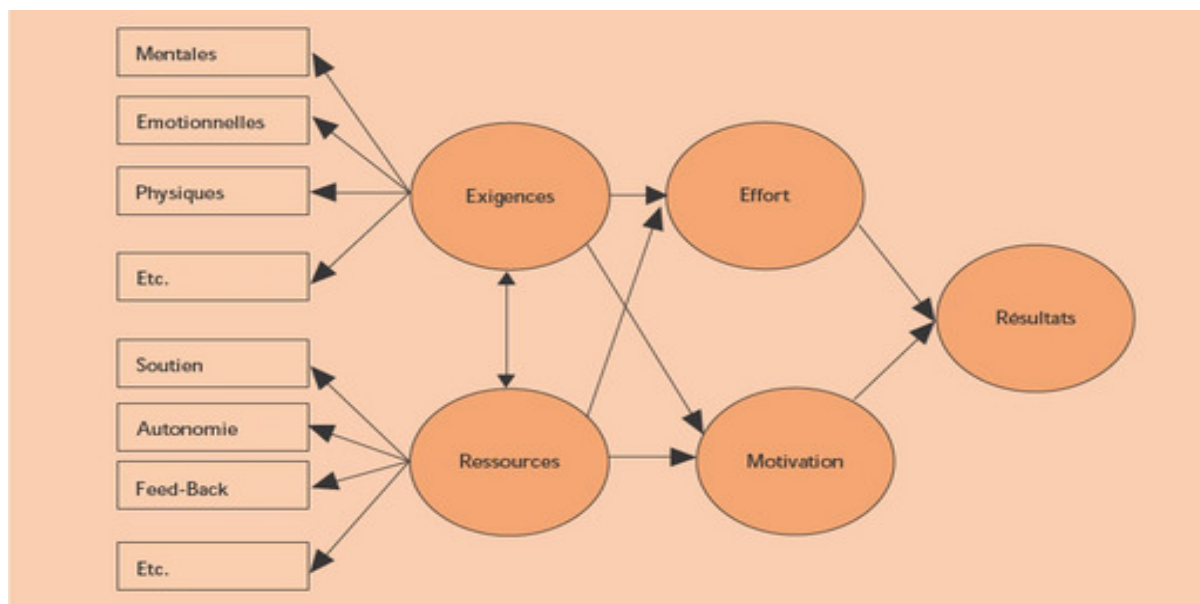 Mentales
Emotionnelles
Physiques
Etc.
Soutien
Autonomie
Feed-Back
Etc.
Exigences
Ressources
Effort
Motivation
Résultats